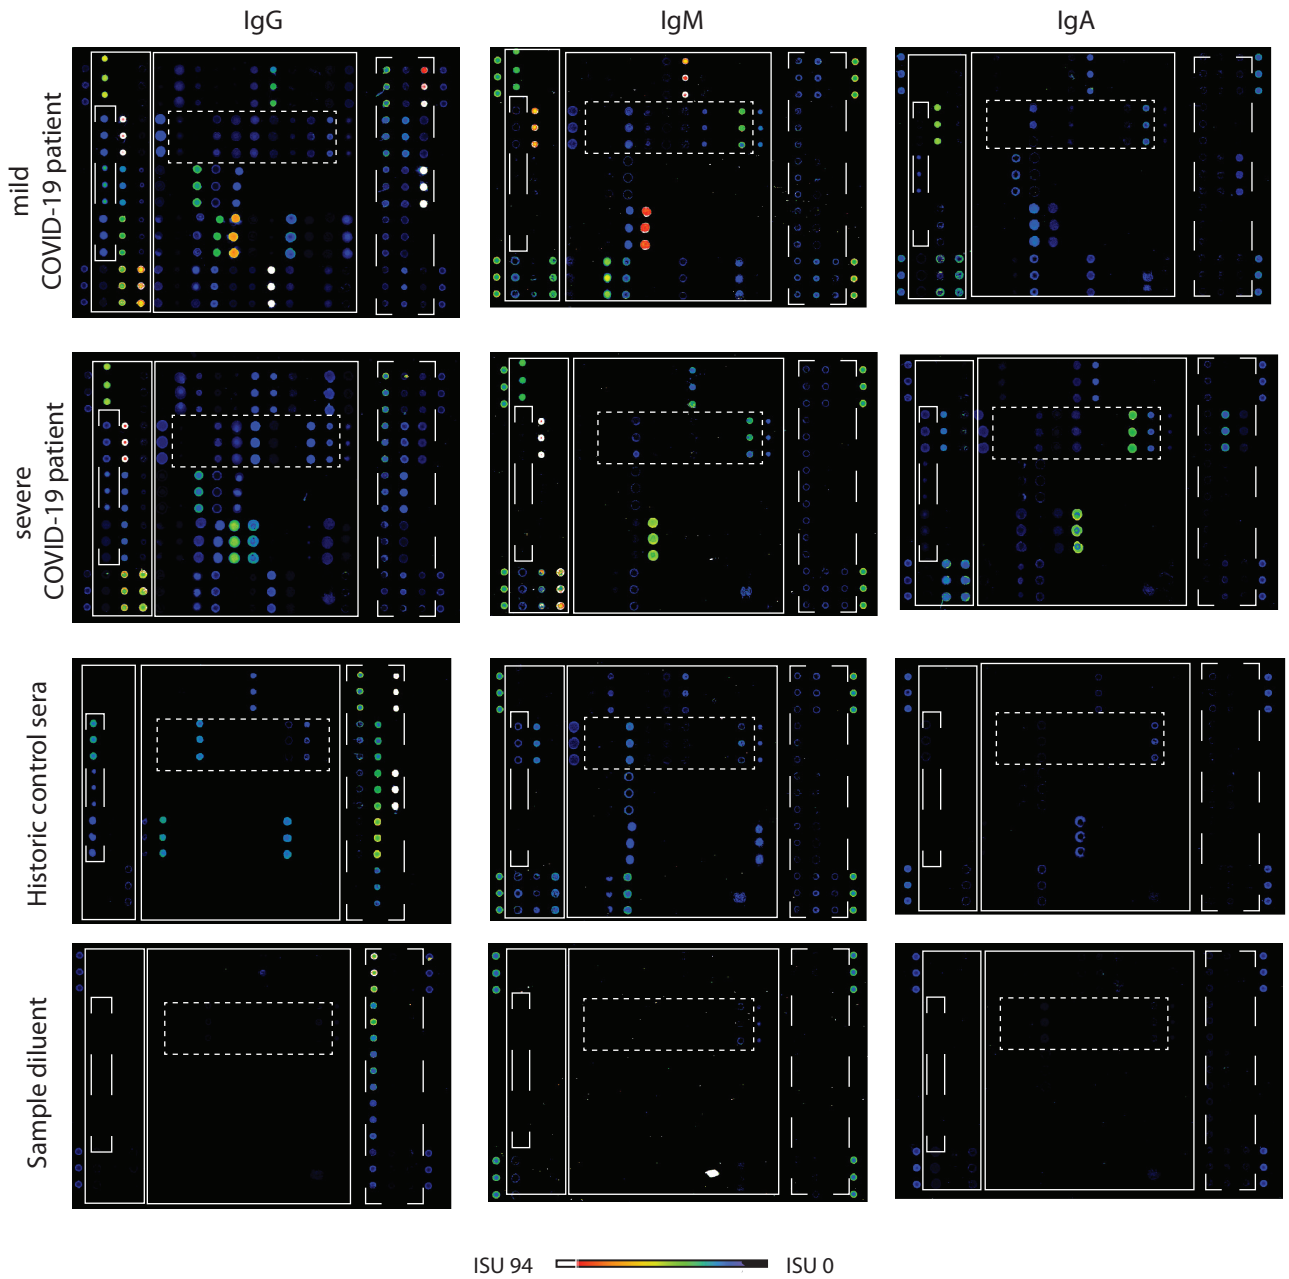 IgG
IgM
IgA
mild
COVID-19 patient
severe
COVID-19 patient
Historic control sera
Sample diluent
ISU 94
ISU 0